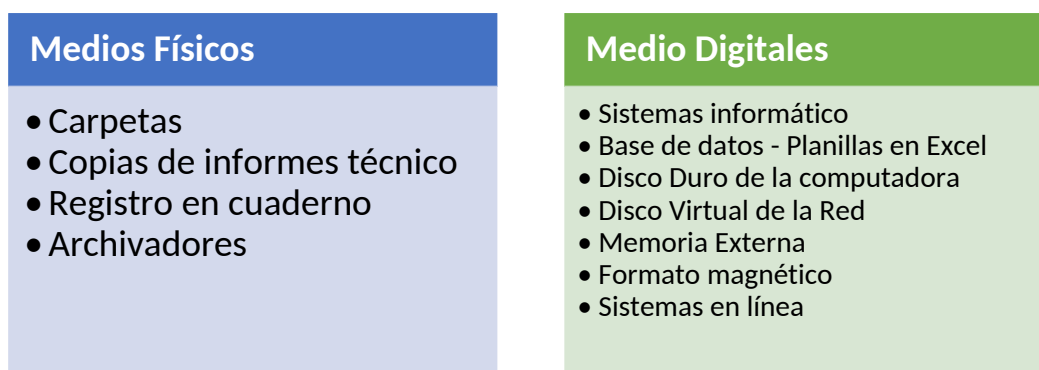 Medios Físicos
• Carpetas
• Copias de informes técnico
• Registro en cuaderno
• Archivadores
Medio Digitales
• Sistemas informático
• Base de datos - Planillas en Excel
• Disco Duro de la computadora
• Disco Virtual de la Red
• Memoria Externa
• Formato magnético
• Sistemas en línea